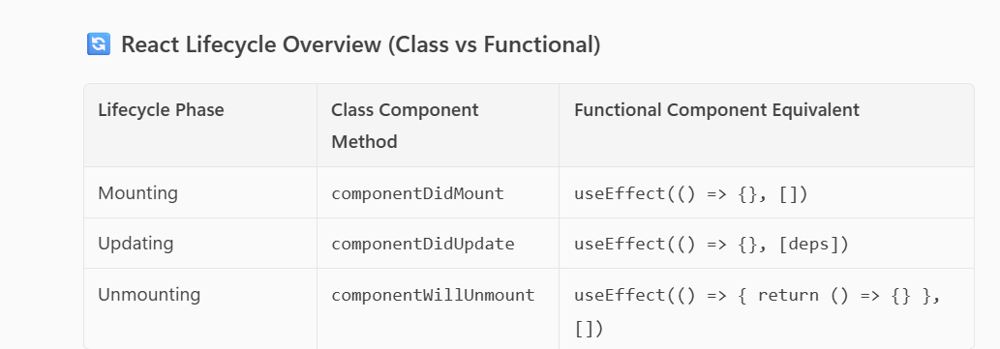 🔄 React Lifecycle Overview (Class vs Functional)
Lifecycle Phase
Class Component
Method
Functional Component Equivalent
Mounting
componentDidMount
useEffect(() => {}, [])
Updating
componentDidUpdate
useEffect(() => {}, [deps])
Unmounting
componentWillUnmount
useEffect(() => { return () => {} },
[])